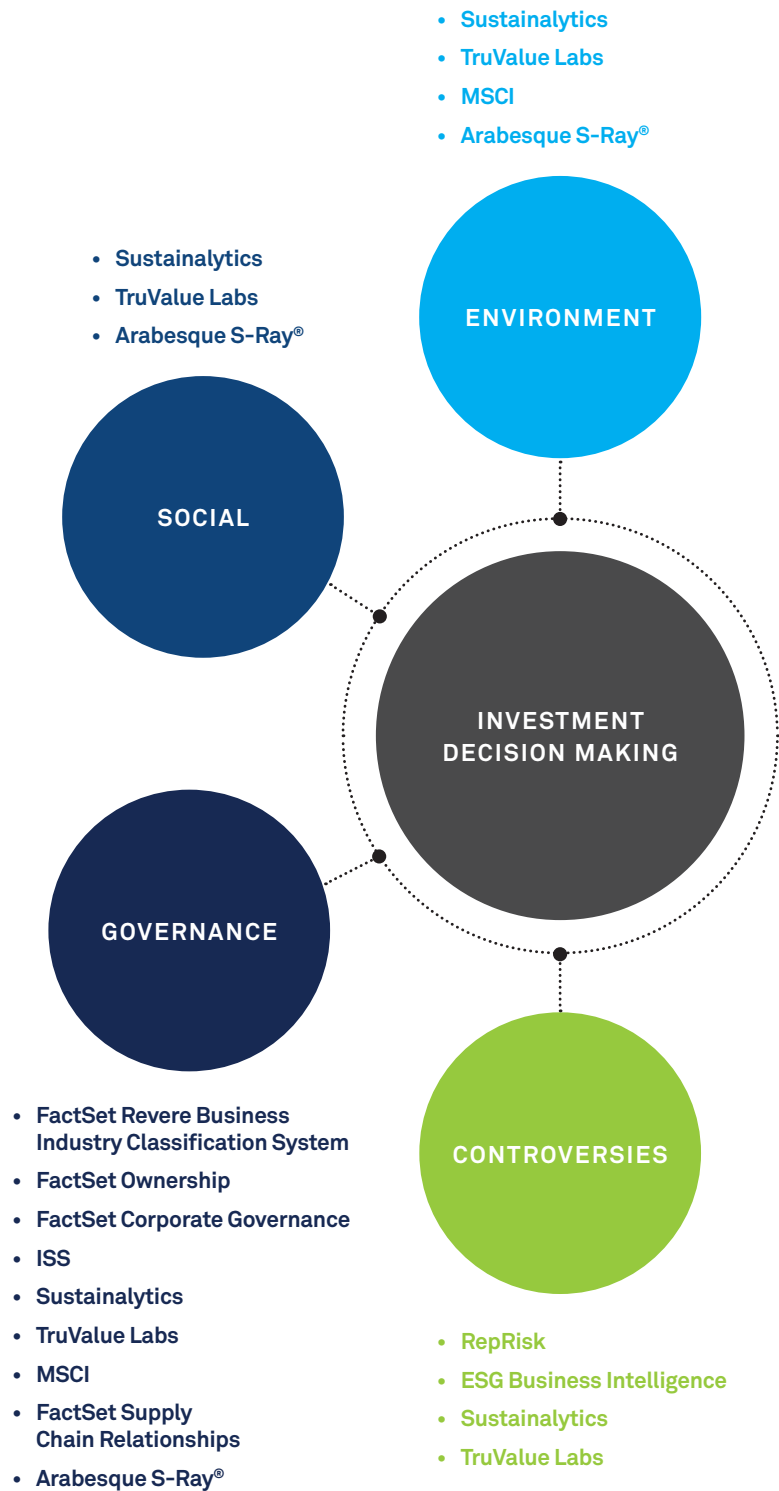 • Sustainalytics
• TruValue Labs
• MSCI
• Arabesque S-Ray®
ENVIRONMENT
• Sustainalytics
• TruValue Labs
• Arabesque S-Ray®
SOCIAL
INVESTMENT
DECISION MAKING
GOVERNANCE
• FactSet Revere Business
Industry Classification System
• FactSet Ownership
• FactSet Corporate Governance
• ISS
• Sustainalytics
• TruValue Labs
• MSCI
• FactSet Supply
Chain Relationships
• Arabesque S-Ray®
CONTROVERSIES
• RepRisk
• ESG Business Intelligence
• Sustainalytics
• TruValue Labs